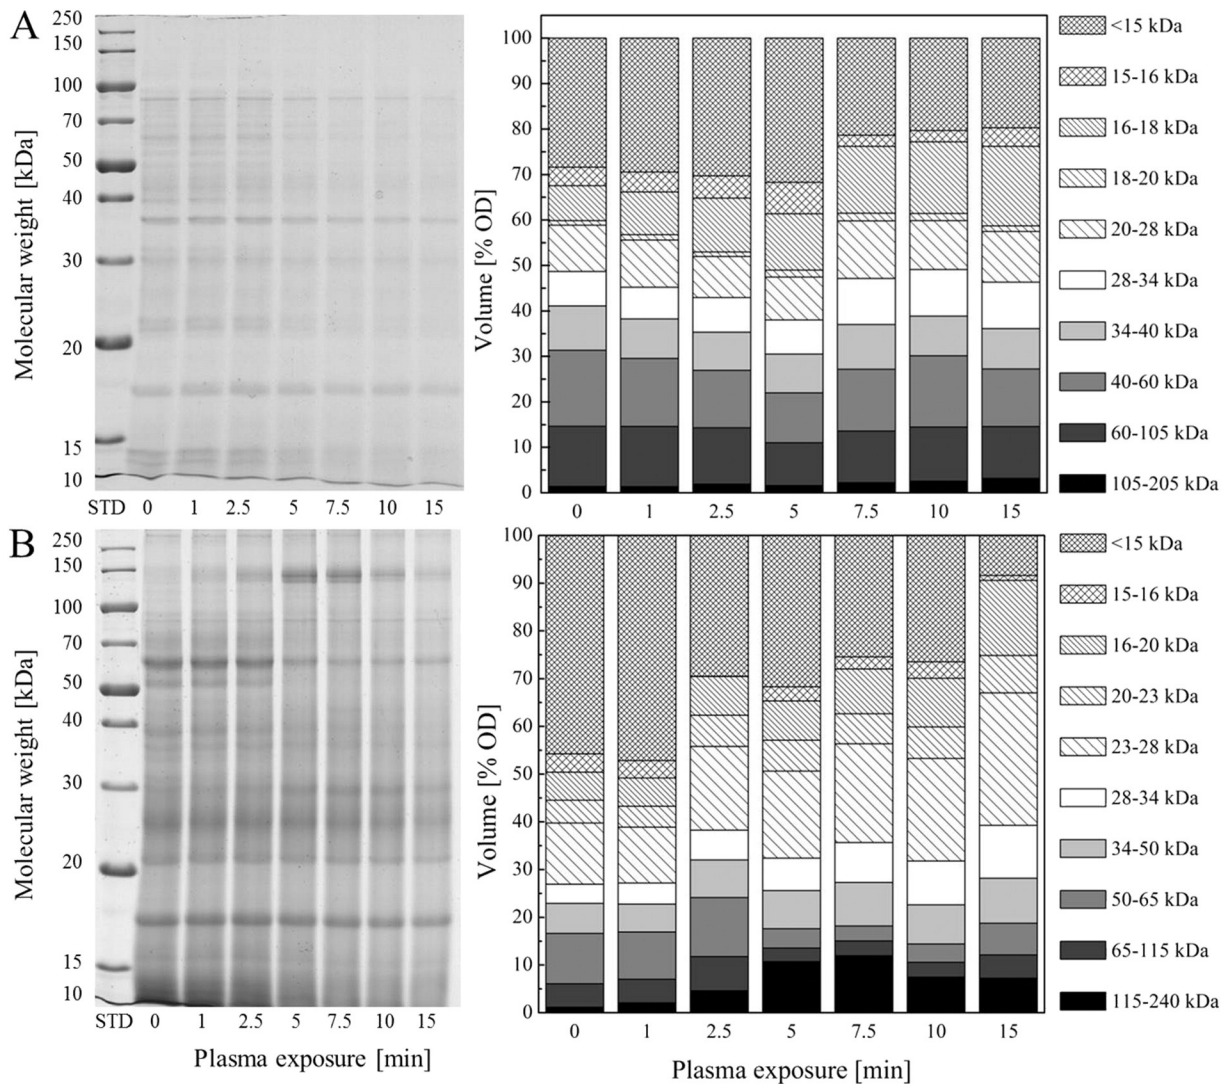 A
Molecular weight [kDa]
250
150
100
70
50
40
30
20
15
10
STD 0 1 2.5 5 7.5 10 15
Volume [% OD]
100
90
80
70
60
50
40
30
20
10
0
0 1 2.5 5 7.5 10 15
<15 kDa
15-16 kDa
16-18 kDa
18-20 kDa
20-28 kDa
28-34 kDa
34-40 kDa
40-60 kDa
60-105 kDa
105-205 kDa
B
Molecular weight [kDa]
250
150
100
70
50
40
30
20
15
10
STD 0 1 2.5 5 7.5 10 15
Plasma exposure [min]
Volume [% OD]
100
90
80
70
60
50
40
30
20
10
0
0 1 2.5 5 7.5 10 15
Plasma exposure [min]
<15 kDa
15-16 kDa
16-20 kDa
20-23 kDa
23-28 kDa
28-34 kDa
34-50 kDa
50-65 kDa
65-115 kDa
115-240 kDa